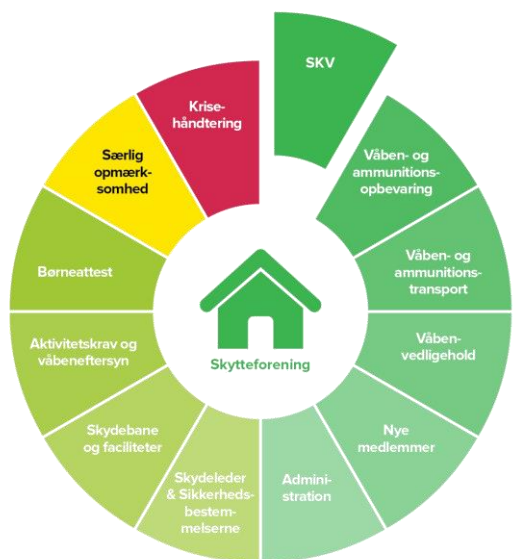 SKV
Våben- og
ammunitions-
opbevaring
Våben- og
ammunitions-
transport
Våben-
vedligehold
Nye
medlemmer
Admini-
stration
Skydeleder
& Sikkerheds-
bestem-
melserne
Skydebane
og faciliteter
Aktivitetskrav og
våbeneftersyn
Børneattest
Særlig
opmærk-
somhed
Krise-
håndtering
Skytteforening